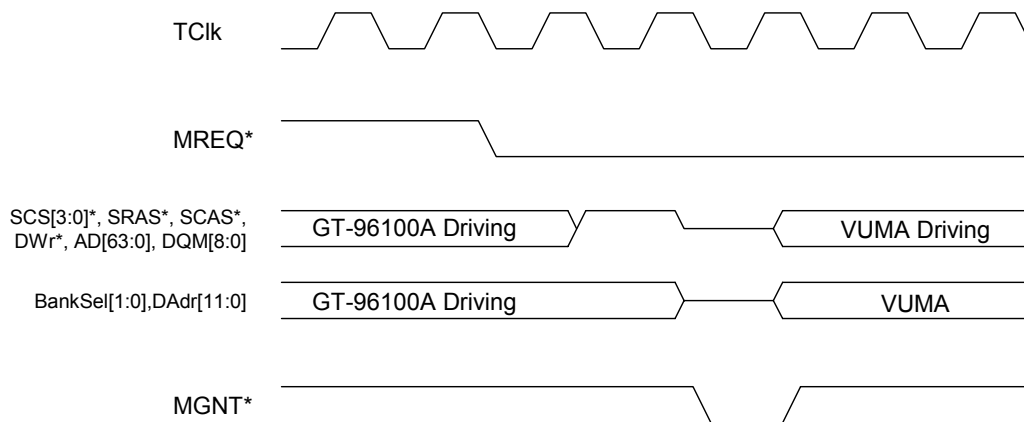 TClk
MREQ*
SCS[3:0]*, SRAS*, SCAS*,
DWr*, AD[63:0], DQM[8:0]
GT-96100A Driving
VUMA Driving
BankSel[1:0],DAdr[11:0]
GT-96100A Driving
VUMA
MGNT*